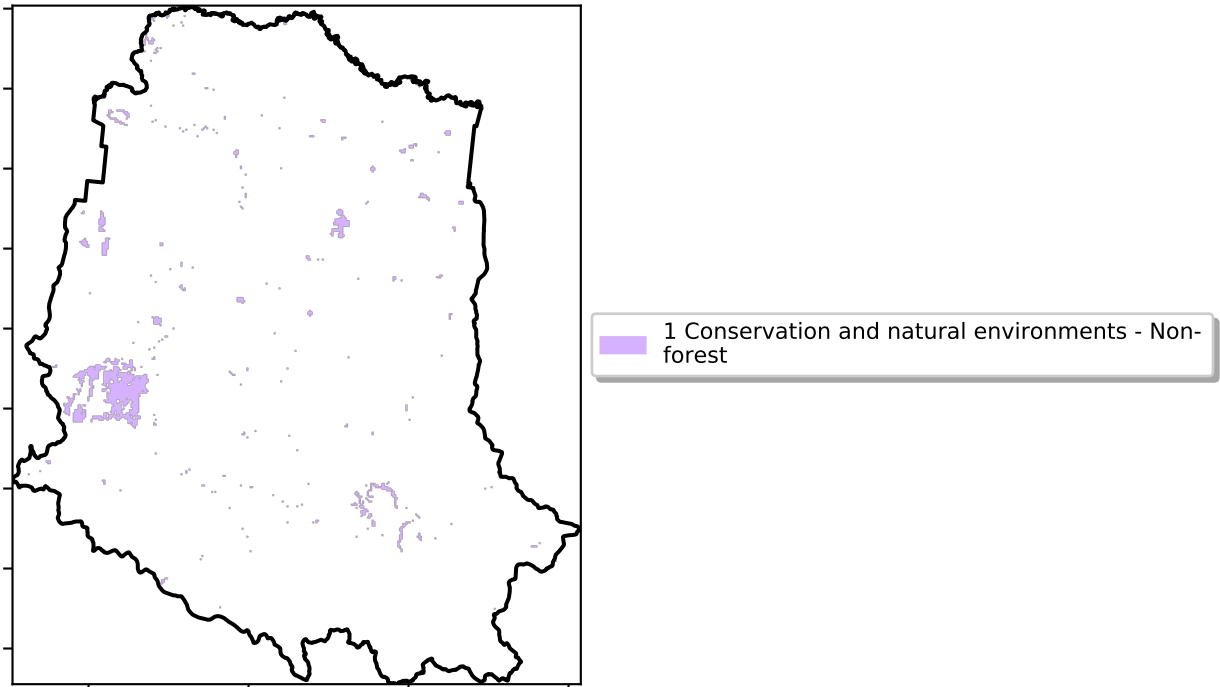 1 Conservation and natural environments - Non-
forest